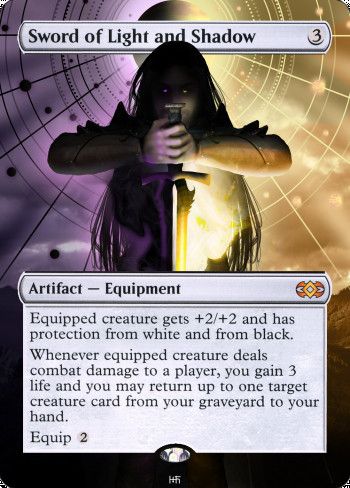 Sword of Light and Shadow 3
Artifact — Equipment
Equipped creature gets +2/+2 and has
protection from white and from black.
Whenever equipped creature deals
combat damage to a player, you gain 3
life and you may return up to one target
creature card from your graveyard to your
hand.
Equip 2